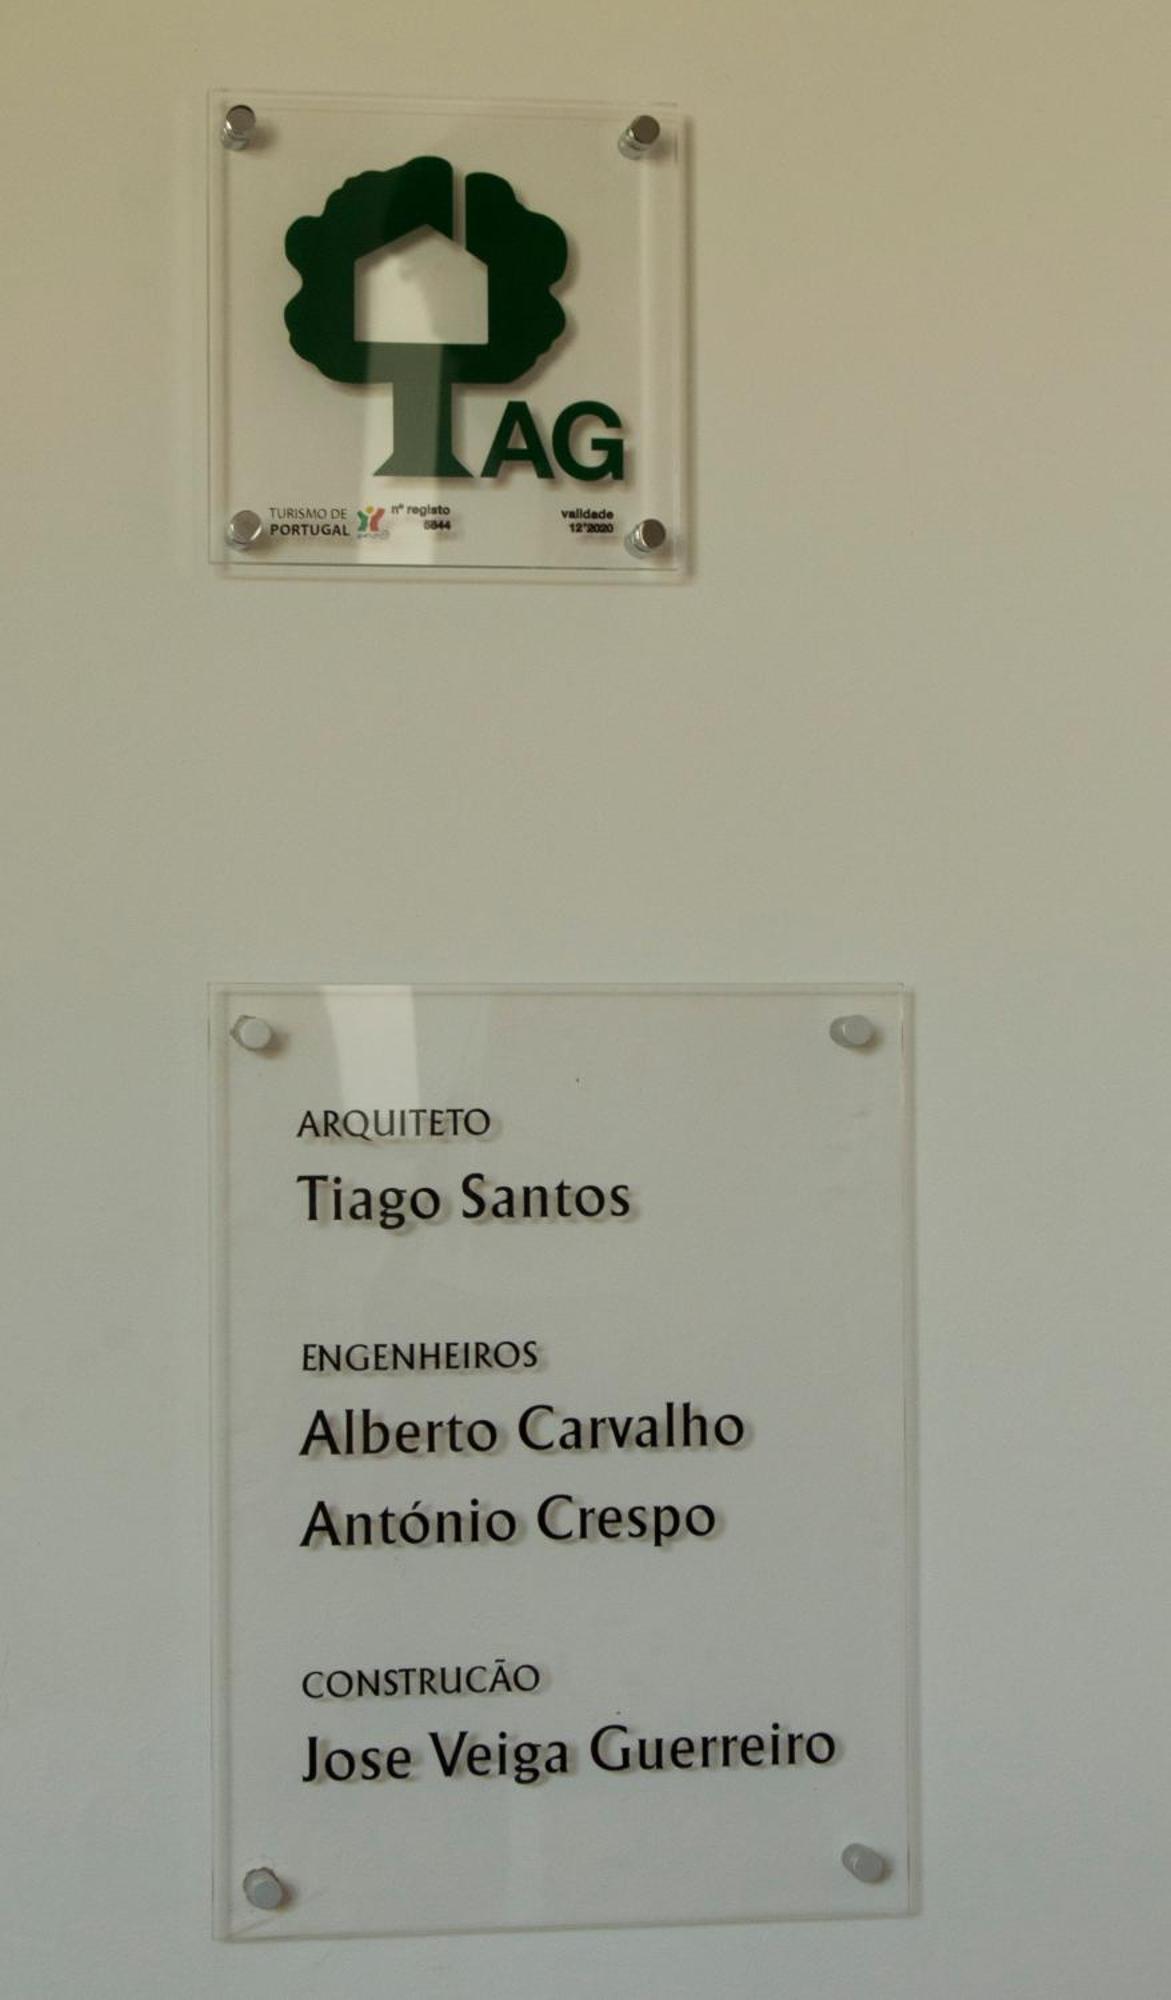 AG
TURISMO DE
PORTUGAL
nº registo
5844
validade
12*2020
ARQUITETO
Tiago Santos
ENGENHEIROS
Alberto Carvalho
António Crespo
CONSTRUCÃO
Jose Veiga Guerreiro